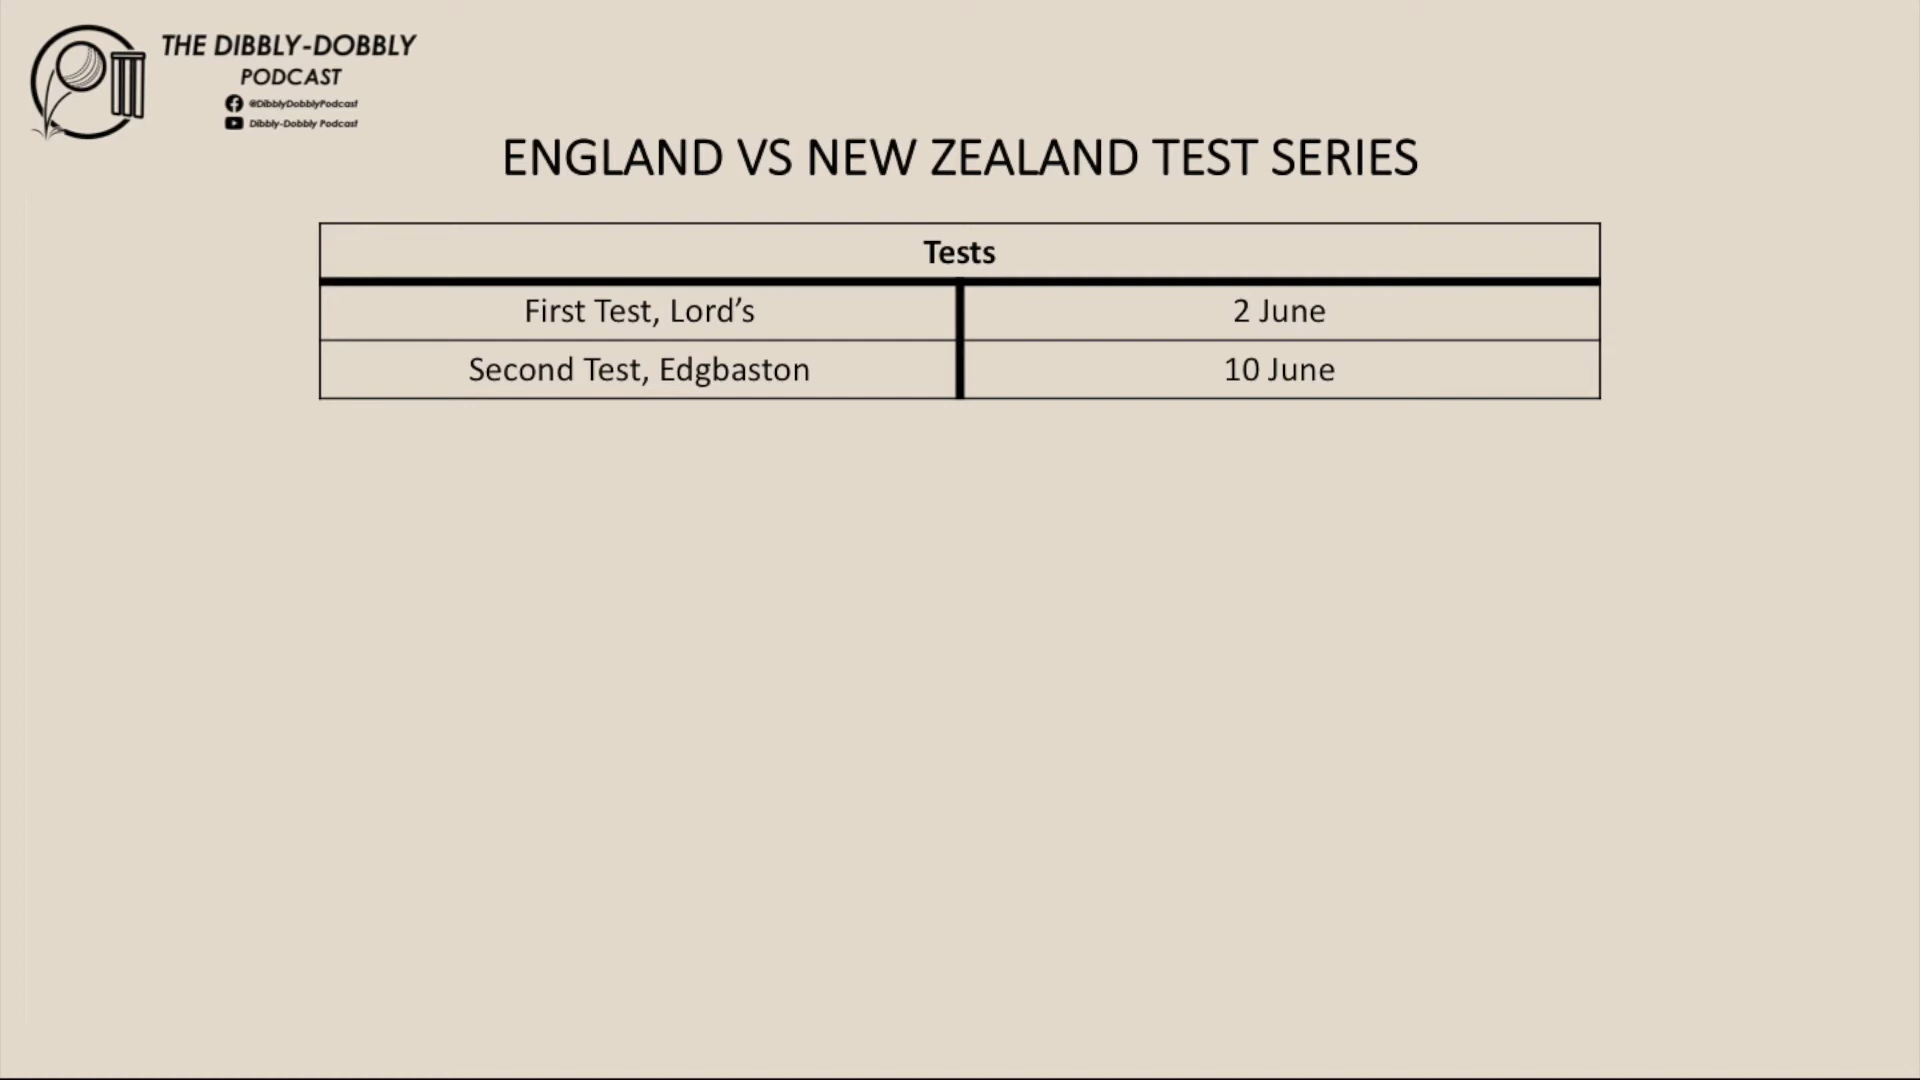 THE DIBBLY-DOBBLY
PODCAST
@DibblyDobblyPodcast
Dibbly-Dobbly Podcast
ENGLAND VS NEW ZEALAND TEST SERIES
Tests
First Test, Lord’s 2 June
Second Test, Edgbaston 10 June